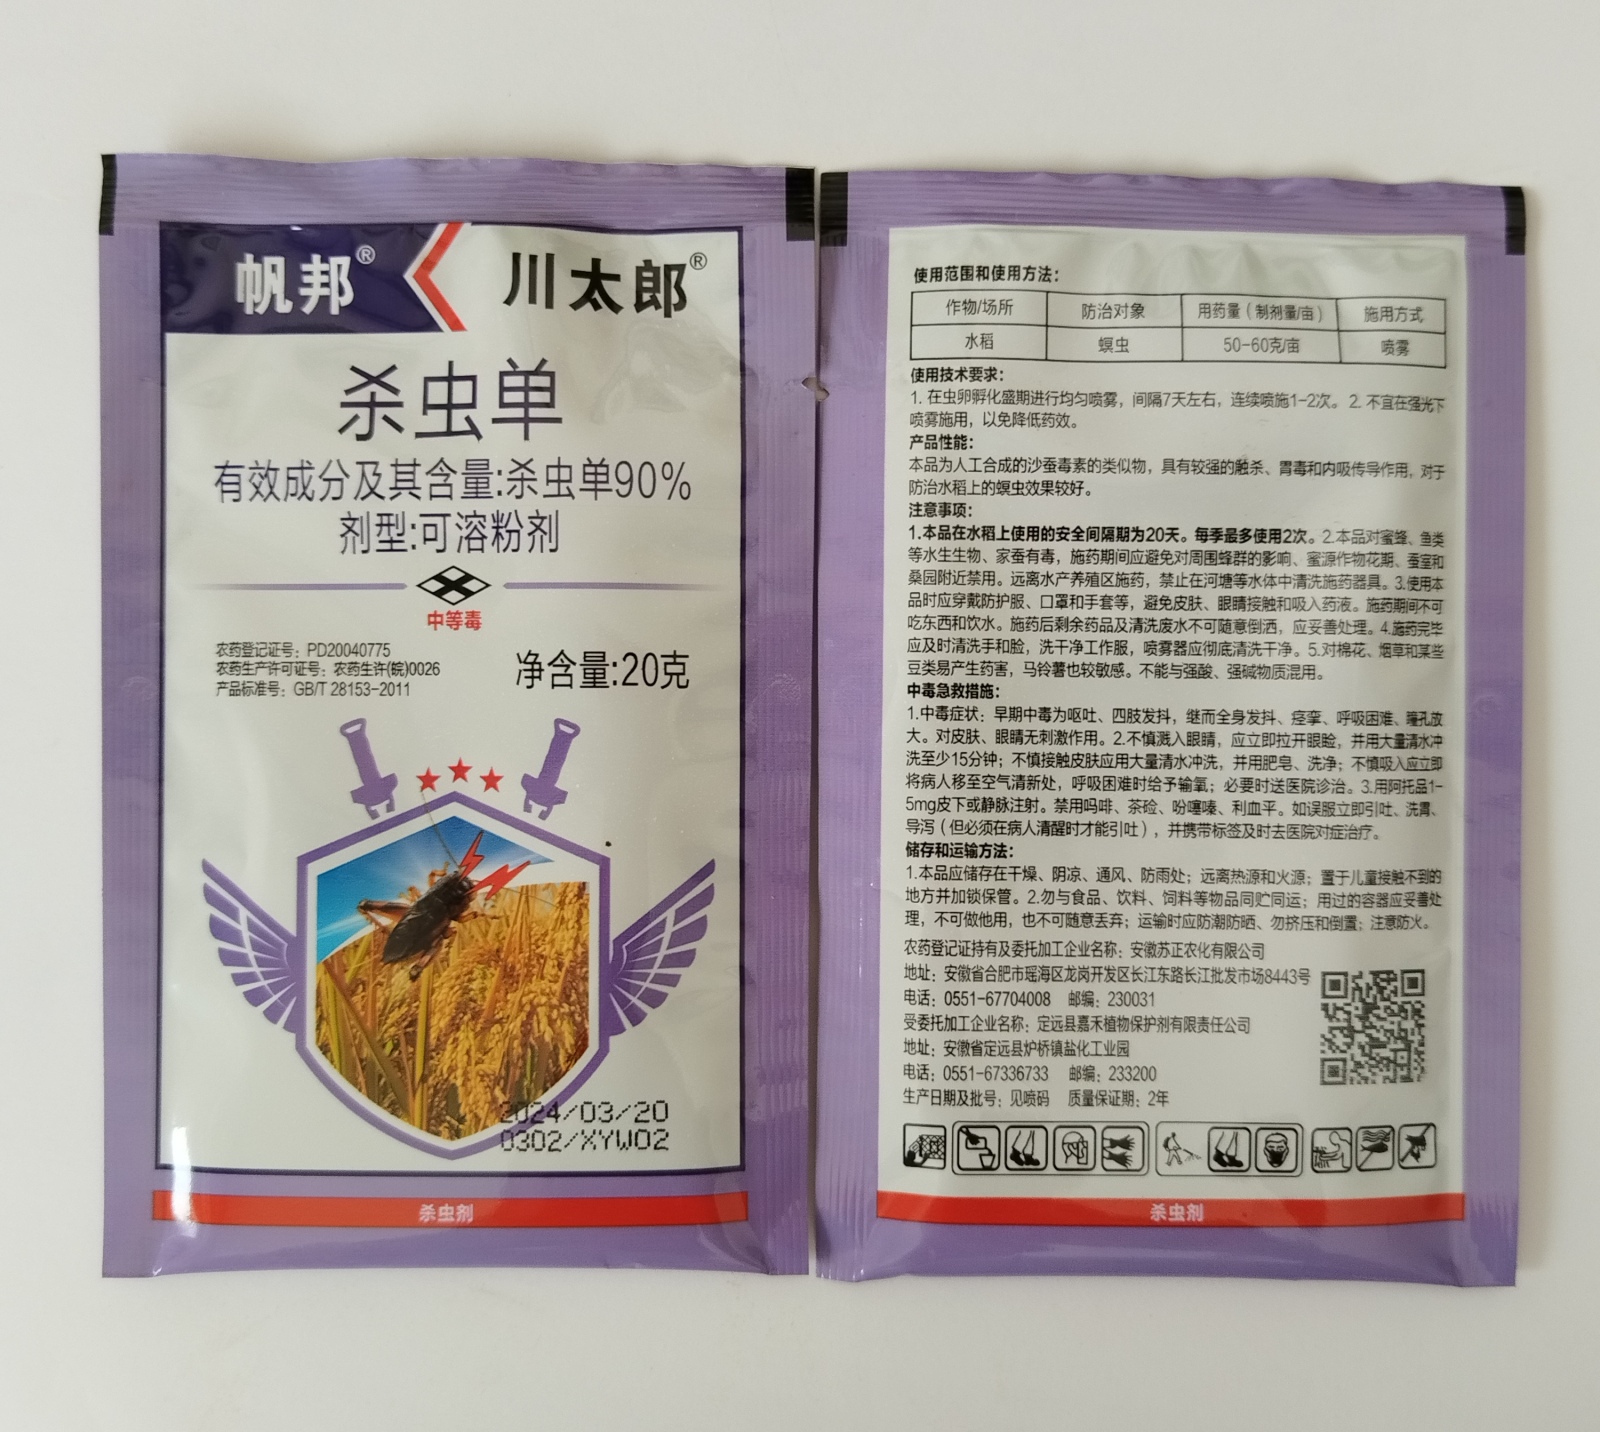 帆邦® 川太郎®
杀虫单
有效成分及其含量:杀虫单90%
剂型:可溶粉剂
中等毒
农药登记证号：PD20040775
农药生产许可证号：农药生许(皖)0026
产品标准号：GB/T 28153-2011
净含量:20克
2024/03/20
0302/XYW02
杀虫剂
使用范围和使用方法：
作物/场所 防治对象 用药量（制剂量/亩） 施用方式
水稻 螟虫 50-60克/亩 喷雾
使用技术要求：
1. 在虫卵孵化盛期进行均匀喷雾，间隔7天左右，连续喷施1-2次。 2. 不宜在强光下
喷雾施用，以免降低药效。
产品性能：
本品为人工合成的沙蚕毒素的类似物，具有较强的触杀、胃毒和内吸传导作用，对于
防治水稻上的螟虫效果较好。
注意事项：
1.本品在水稻上使用的安全间隔期为20天。每季最多使用2次。2.本品对蜜蜂、鱼类
等水生生物、家蚕有毒，施药期间应避免对周围蜂群的影响、蜜源作物花期、蚕室和
桑园附近禁用。远离水产养殖区施药，禁止在河塘等水体中清洗施药器具。3.使用本
品时应穿戴防护服、口罩和手套等，避免皮肤、眼睛接触和吸入药液。施药期间不可
吃东西和饮水。施药后剩余药品及清洗废水不可随意倒洒，应妥善处理。4.施药完毕
应及时清洗手和脸，洗干净工作服，喷雾器应彻底清洗干净。5.对棉花、烟草和某些
豆类易产生药害，马铃薯也较敏感。不能与强酸、强碱物质混用。
中毒急救措施：
1.中毒症状：早期中毒为呕吐、四肢发抖，继而全身发抖、痉挛、呼吸困难、瞳孔放
大。对皮肤、眼睛无刺激作用。2.不慎溅入眼睛，应立即拉开眼睑，并用大量清水冲
洗至少15分钟；不慎接触皮肤应用大量清水冲洗，并用肥皂、洗净；不慎吸入应立即
将病人移至空气清新处，呼吸困难时给予输氧；必要时送医院诊治。3.用阿托品1-
5mg皮下或静脉注射。禁用吗啡、茶硷、吩噻嗪、利血平。如误服立即引吐、洗胃、
导泻（但必须在病人清醒时才能引吐），并携带标签及时去医院对症治疗。
储存和运输方法：
1.本品应储存在干燥、阴凉、通风、防雨处；远离热源和火源；置于儿童接触不到的
地方并加锁保管。2.勿与食品、饮料、饲料等物品同贮同运；用过的容器应妥善处
理，不可做他用，也不可随意丢弃；运输时应防潮防晒、勿挤压和倒置；注意防火。
农药登记证持有及委托加工企业名称：安徽苏正农化有限公司
地址：安徽省合肥市瑶海区龙岗开发区长江东路长江批发市场8443号
电话：0551-67704008 邮编：230031
受委托加工企业名称：定远县嘉禾植物保护剂有限责任公司
地址：安徽省定远县炉桥镇盐化工业园
电话：0551-67336733 邮编：233200
生产日期及批号：见喷码 质量保证期：2年
杀虫剂